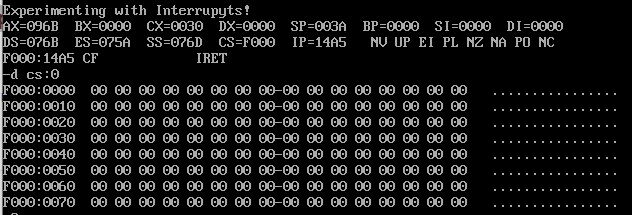 Experimenting with Interrupyts!
AX=096B  BX=0000  CX=0030  DX=0000  SP=003A  BP=0000  SI=0000  DI=0000
DS=076B  ES=075A  SS=076D  CS=F000  IP=14A5   NV UP EI PL NZ NA PO NC
F000:14A5 CF            IRET
-d cs:0
F000:0000  00 00 00 00 00 00 00 00-00 00 00 00 00 00 00 00   ................
F000:0010  00 00 00 00 00 00 00 00-00 00 00 00 00 00 00 00   ................
F000:0020  00 00 00 00 00 00 00 00-00 00 00 00 00 00 00 00   ................
F000:0030  00 00 00 00 00 00 00 00-00 00 00 00 00 00 00 00   ................
F000:0040  00 00 00 00 00 00 00 00-00 00 00 00 00 00 00 00   ................
F000:0050  00 00 00 00 00 00 00 00-00 00 00 00 00 00 00 00   ................
F000:0060  00 00 00 00 00 00 00 00-00 00 00 00 00 00 00 00   ................
F000:0070  00 00 00 00 00 00 00 00-00 00 00 00 00 00 00 00   ................